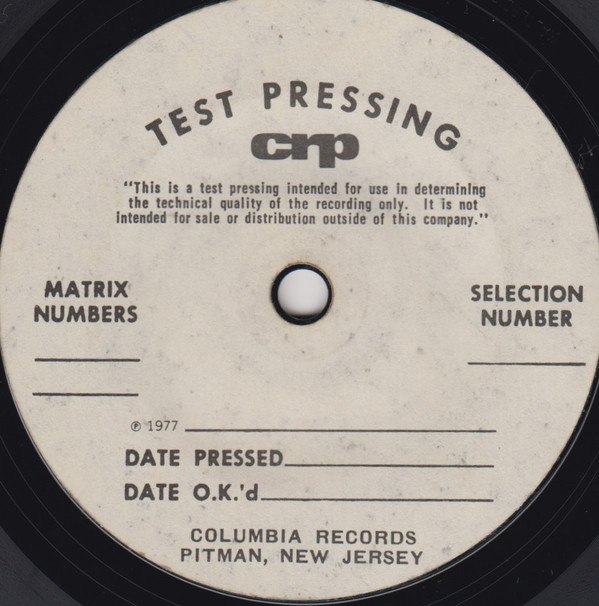 TEST PRESSING
crp
"This is a test pressing intended for use in determining
the technical quality of the recording only. It is not
intended for sale or distribution outside of this company."
MATRIX
NUMBERS
SELECTION
NUMBER
℗ 1977
DATE PRESSED
DATE O.K.'d
COLUMBIA RECORDS
PITMAN, NEW JERSEY